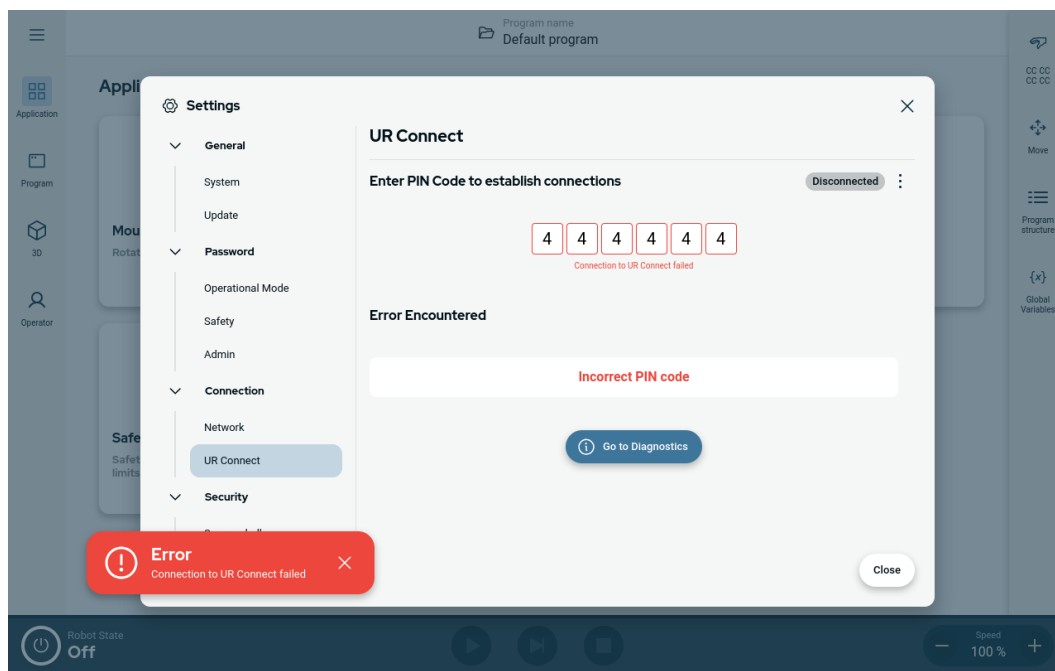 Program name
Default program
Application
Program
3D
Operator
Appli
Mou
Rotat
Safe
Safet
limits
Settings
General
System
Update
Password
Operational Mode
Safety
Admin
Connection
Network
UR Connect
Security
UR Connect
Enter PIN Code to establish connections
Disconnected
4 4 4 4 4 4
Connection to UR Connect failed
Error Encountered
Incorrect PIN code
Go to Diagnostics
Close
Error
Connection to UR Connect failed
CC CC
CC CC
Move
Program
structure
{x}
Global
Variables
Robot State
Off
Speed
100 %